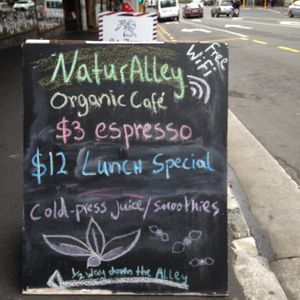 NaturAlley
Free
WiFi
Organic Café
$3 espresso
$12 Lunch Special
Cold-press Juice/smoothies
½ way down the Alley